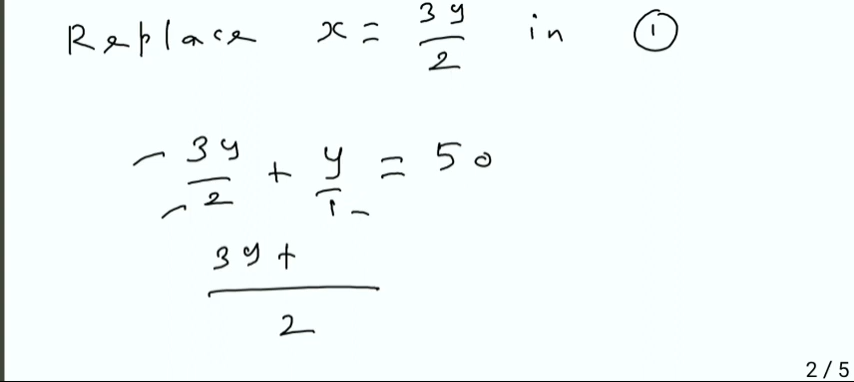 Replace x = 3y/2 in ①
3y/2 + y/1 = 50
3y +
2
2/5